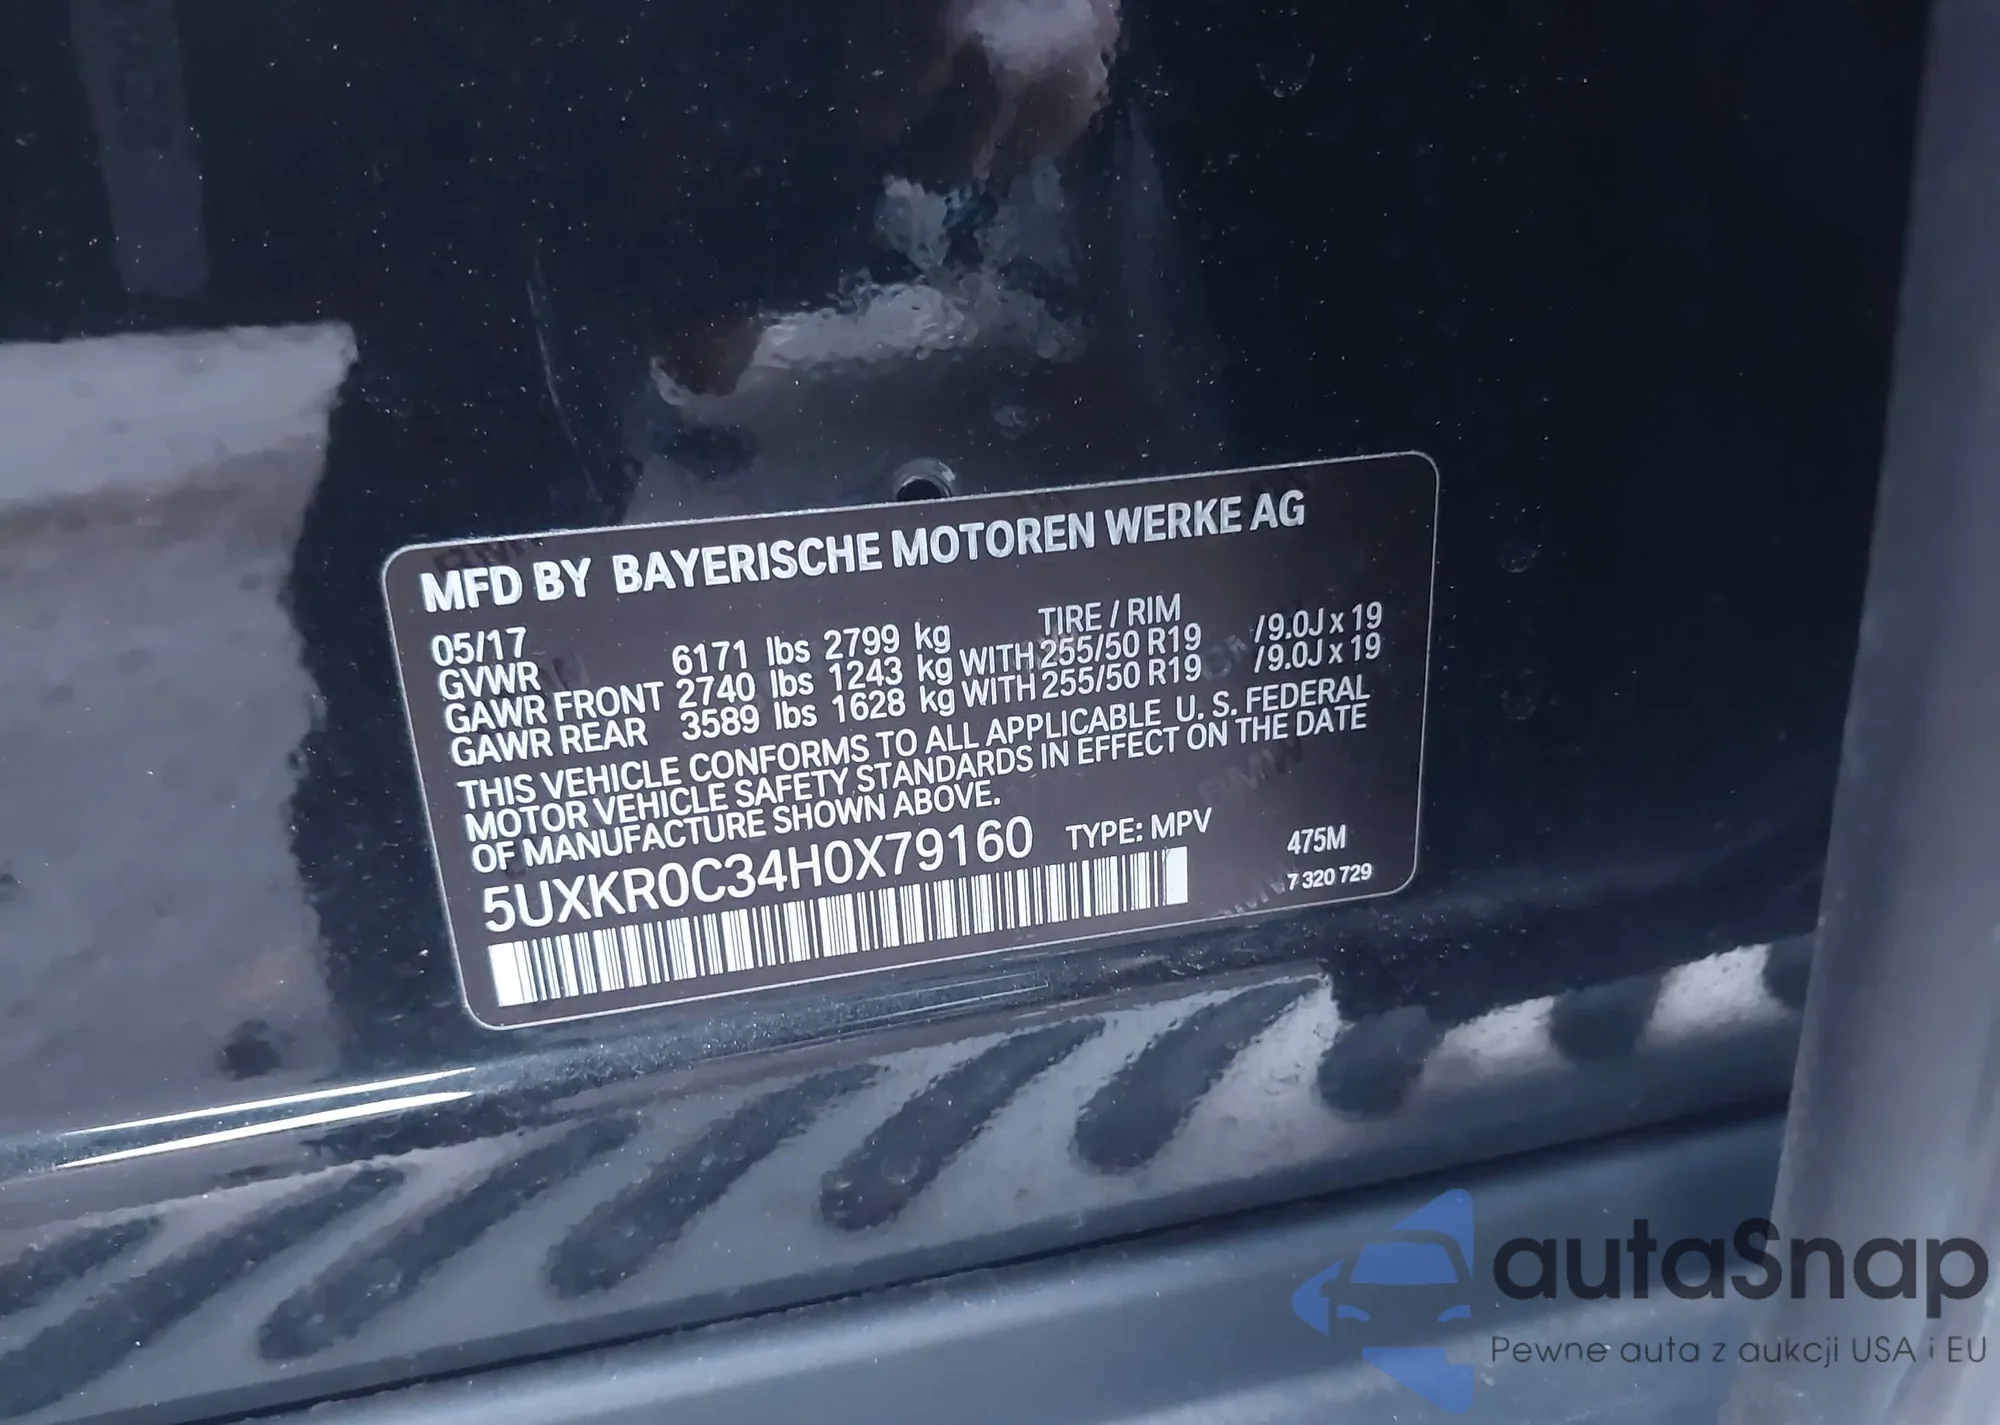 MFD BY BAYERISCHE MOTOREN WERKE AG
05/17 TIRE / RIM
GVWR 6171 lbs 2799 kg
GAWR FRONT 2740 lbs 1243 kg WITH 255/50 R19 /9.0J x 19
GAWR REAR 3589 lbs 1628 kg WITH 255/50 R19 /9.0J x 19
THIS VEHICLE CONFORMS TO ALL APPLICABLE U. S. FEDERAL
MOTOR VEHICLE SAFETY STANDARDS IN EFFECT ON THE DATE
OF MANUFACTURE SHOWN ABOVE.
5UXKR0C34H0X79160 TYPE: MPV 475M
7 320 729
autaSnap
Pewne auta z aukcji USA i EU